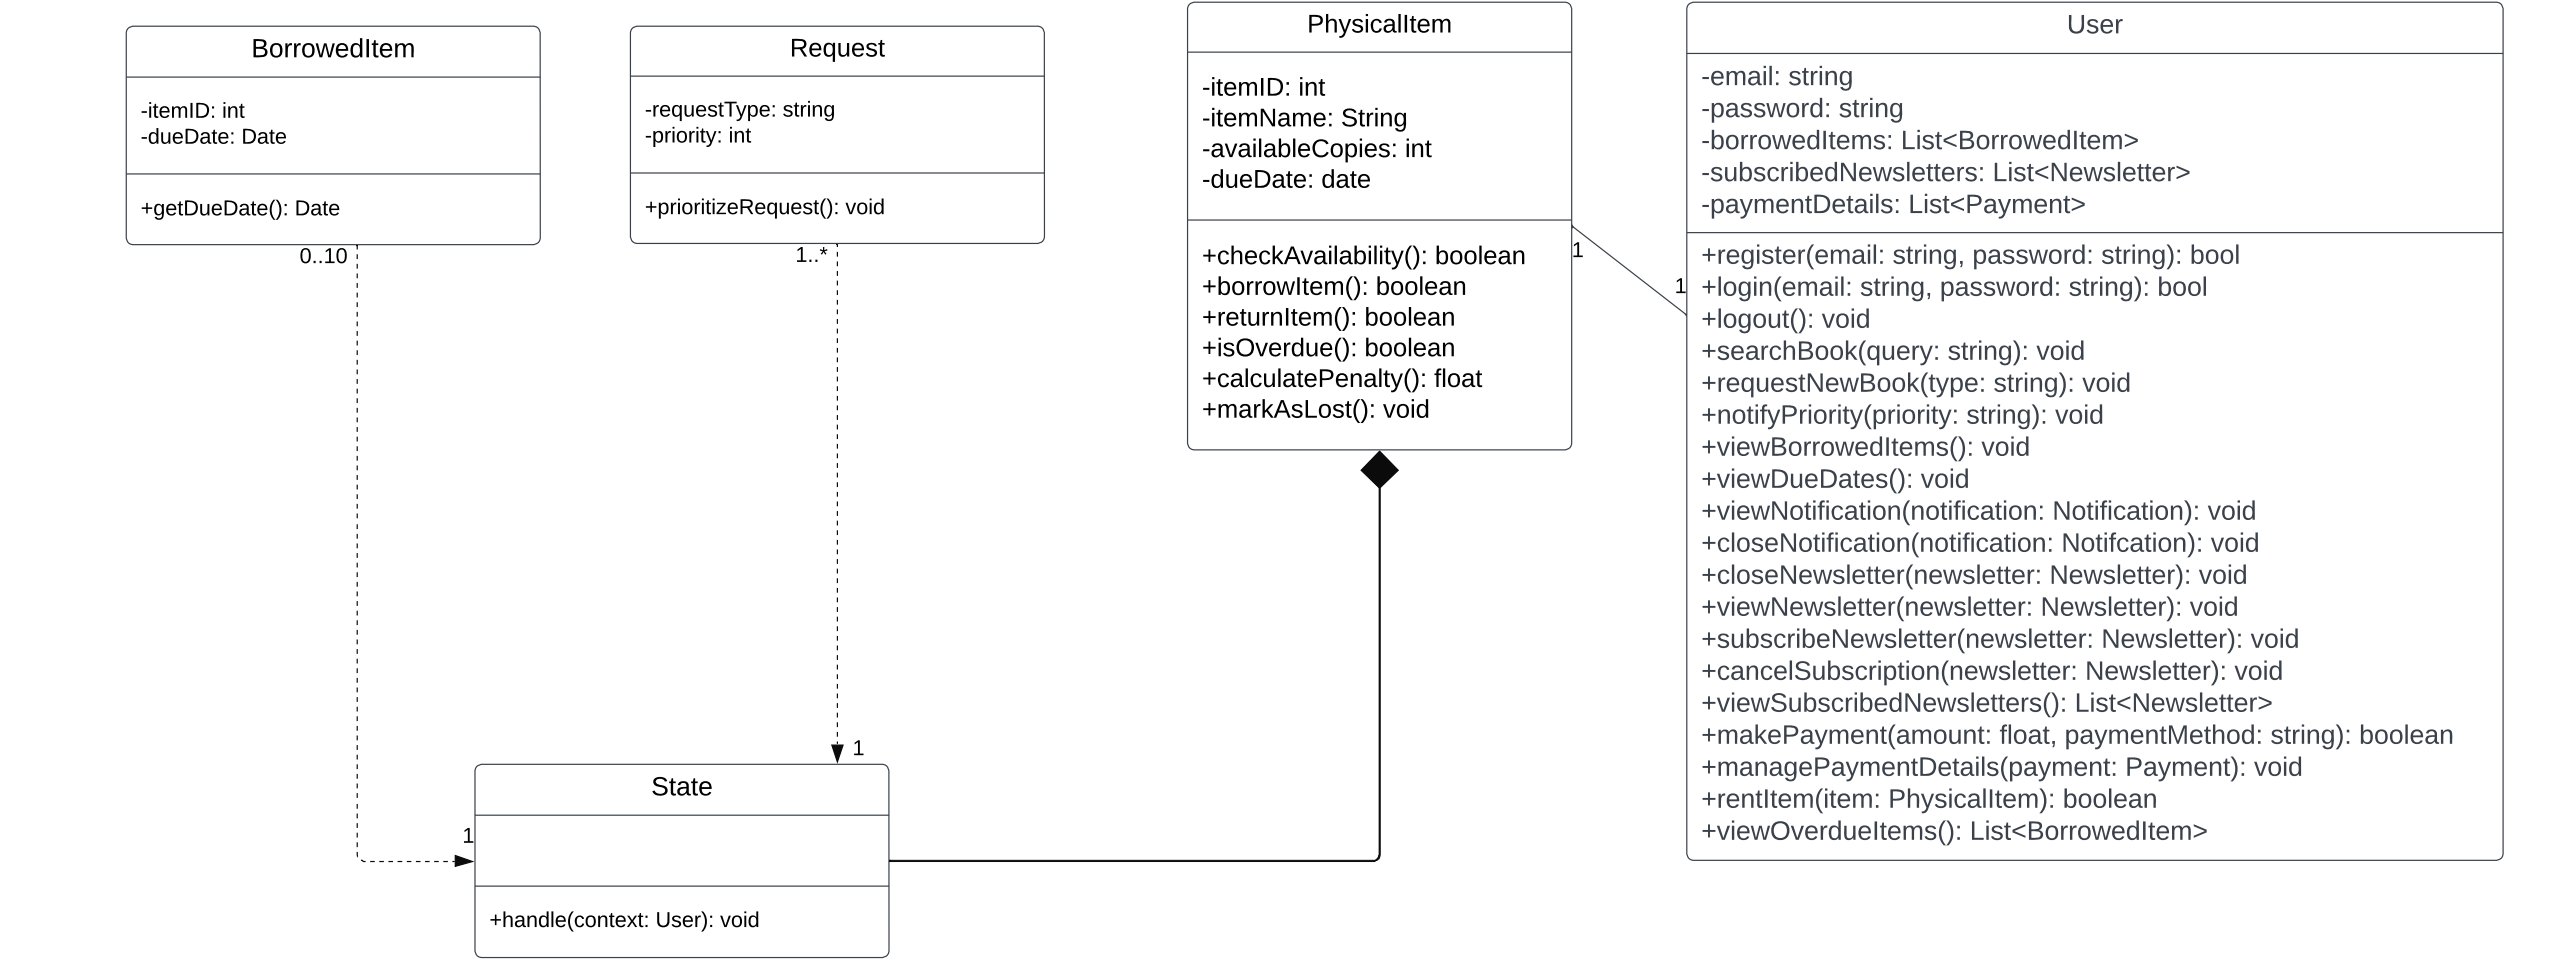 BorrowedItem
-itemID: int
-dueDate: Date
+getDueDate(): Date
0..10
Request
-requestType: string
-priority: int
+prioritizeRequest(): void
1..*
PhysicalItem
-itemID: int
-itemName: String
-availableCopies: int
-dueDate: date
+checkAvailability(): boolean
+borrowItem(): boolean
+returnItem(): boolean
+isOverdue(): boolean
+calculatePenalty(): float
+markAsLost(): void
1
1
User
-email: string
-password: string
-borrowedItems: List<BorrowedItem>
-subscribedNewsletters: List<Newsletter>
-paymentDetails: List<Payment>
+register(email: string, password: string): bool
+login(email: string, password: string): bool
+logout(): void
+searchBook(query: string): void
+requestNewBook(type: string): void
+notifyPriority(priority: string): void
+viewBorrowedItems(): void
+viewDueDates(): void
+viewNotification(notification: Notification): void
+closeNotification(notification: Notifcation): void
+closeNewsletter(newsletter: Newsletter): void
+viewNewsletter(newsletter: Newsletter): void
+subscribeNewsletter(newsletter: Newsletter): void
+cancelSubscription(newsletter: Newsletter): void
+viewSubscribedNewsletters(): List<Newsletter>
+makePayment(amount: float, paymentMethod: string): boolean
+managePaymentDetails(payment: Payment): void
+rentItem(item: PhysicalItem): boolean
+viewOverdueItems(): List<BorrowedItem>
1
1
State
+handle(context: User): void